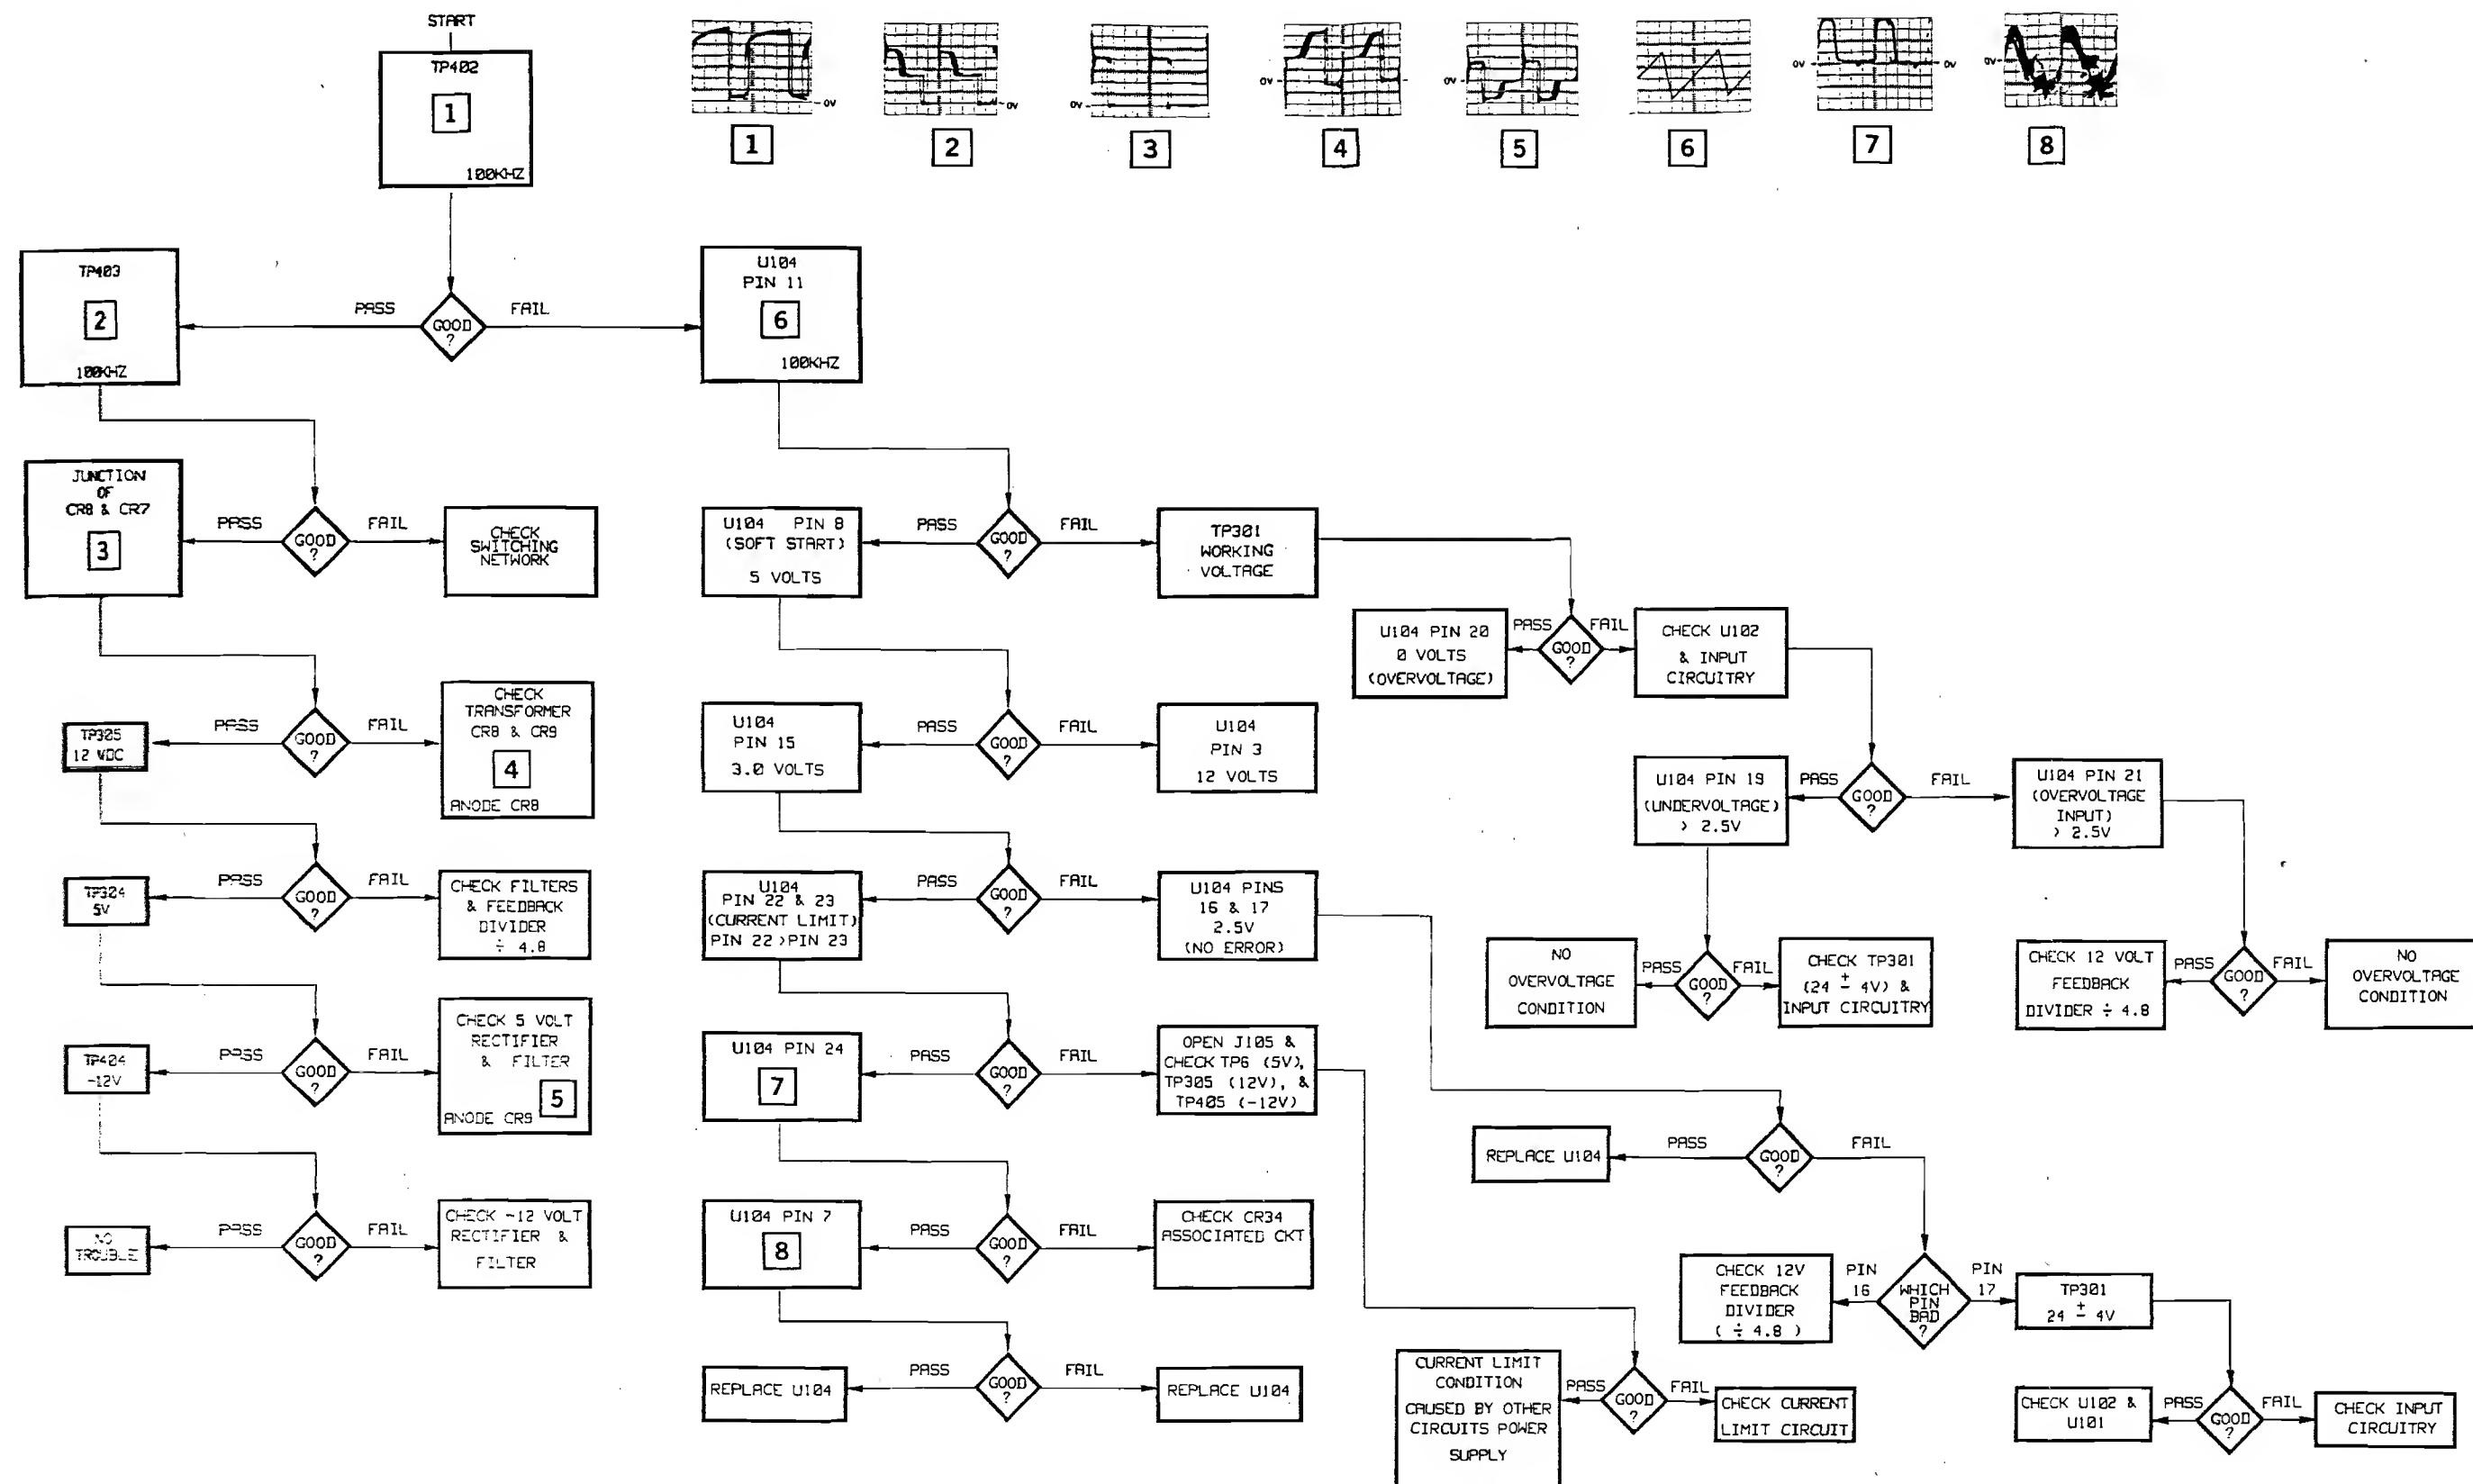 START
TP402
1
100KHZ
0V
1
0V
2
0V
3
0V
4
0V
5
6
0V
0V
7
0V
8
TP403
2
100KHZ
PASS
GOOD
?
FAIL
U104
PIN 11
6
100KHZ
JUNCTION
OF
CR8 & CR7
3
PASS
GOOD
?
FAIL
CHECK
SWITCHING
NETWORK
U104 PIN 8
(SOFT START)
5 VOLTS
PASS
GOOD
?
FAIL
TP301
WORKING
VOLTAGE
U104 PIN 20
0 VOLTS
(OVERVOLTAGE)
PASS
GOOD
?
FAIL
CHECK U102
& INPUT
CIRCUITRY
TP305
12 VDC
PASS
GOOD
?
FAIL
CHECK
TRANSFORMER
CR8 & CR9
4
ANODE CR8
U104
PIN 15
3.0 VOLTS
PASS
GOOD
?
FAIL
U104
PIN 3
12 VOLTS
U104 PIN 19
(UNDERVOLTAGE)
> 2.5V
PASS
GOOD
?
FAIL
U104 PIN 21
(OVERVOLTAGE
INPUT)
> 2.5V
TP304
5V
PASS
GOOD
?
FAIL
CHECK FILTERS
& FEEDBACK
DIVIDER
÷ 4.8
U104
PIN 22 & 23
(CURRENT LIMIT)
PIN 22 >PIN 23
PASS
GOOD
?
FAIL
U104 PINS
16 & 17
2.5V
(NO ERROR)
NO
OVERVOLTAGE
CONDITION
PASS
GOOD
?
FAIL
CHECK TP301
(24 ± 4V) &
INPUT CIRCUITRY
CHECK 12 VOLT
FEEDBACK
DIVIDER ÷ 4.8
PASS
GOOD
?
FAIL
NO
OVERVOLTAGE
CONDITION
TP404
-12V
PASS
GOOD
?
FAIL
CHECK 5 VOLT
RECTIFIER
& FILTER
5
ANODE CR9
U104 PIN 24
7
PASS
GOOD
?
FAIL
OPEN J105 &
CHECK TP6 (5V),
TP305 (12V), &
TP405 (-12V)
REPLACE U104
PASS
GOOD
?
FAIL
NO
TROUBLE
PASS
GOOD
?
FAIL
CHECK -12 VOLT
RECTIFIER &
FILTER
U104 PIN 7
8
PASS
GOOD
?
FAIL
CHECK CR34
ASSOCIATED CKT
CHECK 12V
FEEDBACK
DIVIDER
( ÷ 4.8 )
PIN
16
WHICH
PIN
BAD
?
PIN
17
TP301
24 ± 4V
REPLACE U104
PASS
GOOD
?
FAIL
REPLACE U104
CURRENT LIMIT
CONDITION
CAUSED BY OTHER
CIRCUITS POWER
SUPPLY
PASS
GOOD
?
FAIL
CHECK CURRENT
LIMIT CIRCUIT
CHECK U102 &
U101
PASS
GOOD
?
FAIL
CHECK INPUT
CIRCUITRY